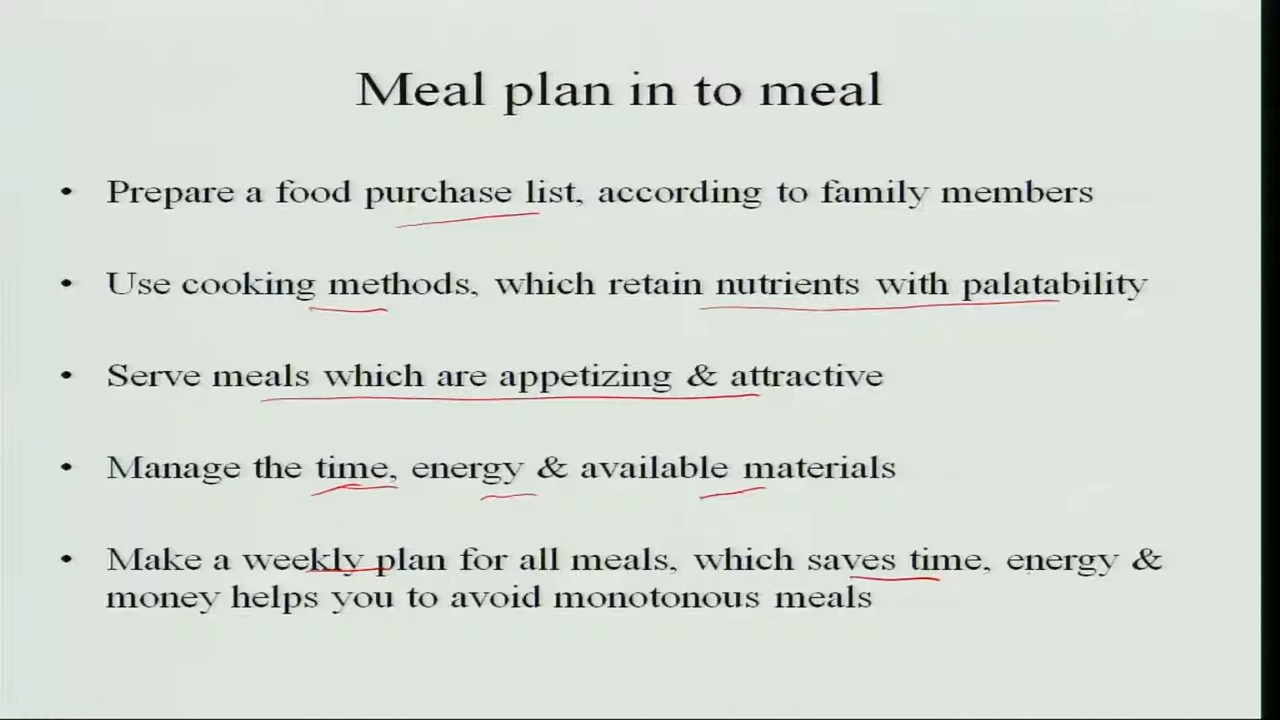 Meal plan in to meal
• Prepare a food purchase list, according to family members
• Use cooking methods, which retain nutrients with palatability
• Serve meals which are appetizing & attractive
• Manage the time, energy & available materials
• Make a weekly plan for all meals, which saves time, energy &
money helps you to avoid monotonous meals